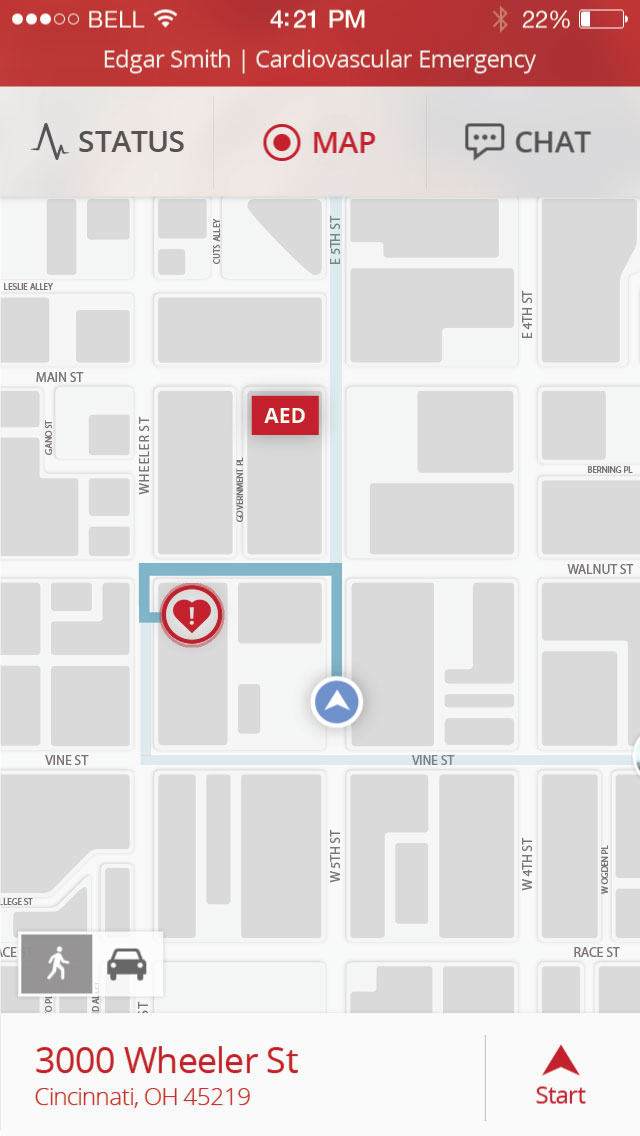 BELL 4:21 PM 22%
Edgar Smith | Cardiovascular Emergency
STATUS MAP CHAT
CUTS ALLEY
E 5TH ST
LESLIE ALLEY
E 4TH ST
MAIN ST
AED
GANO ST
WHEELER ST
GOVERNMENT PL
BERNING PL
WALNUT ST
!
VINE ST
VINE ST
W 5TH ST
W 4TH ST
W OGDEN PL
LLEGE ST
ACE
RACE ST
3000 Wheeler St
Cincinnati, OH 45219
Start